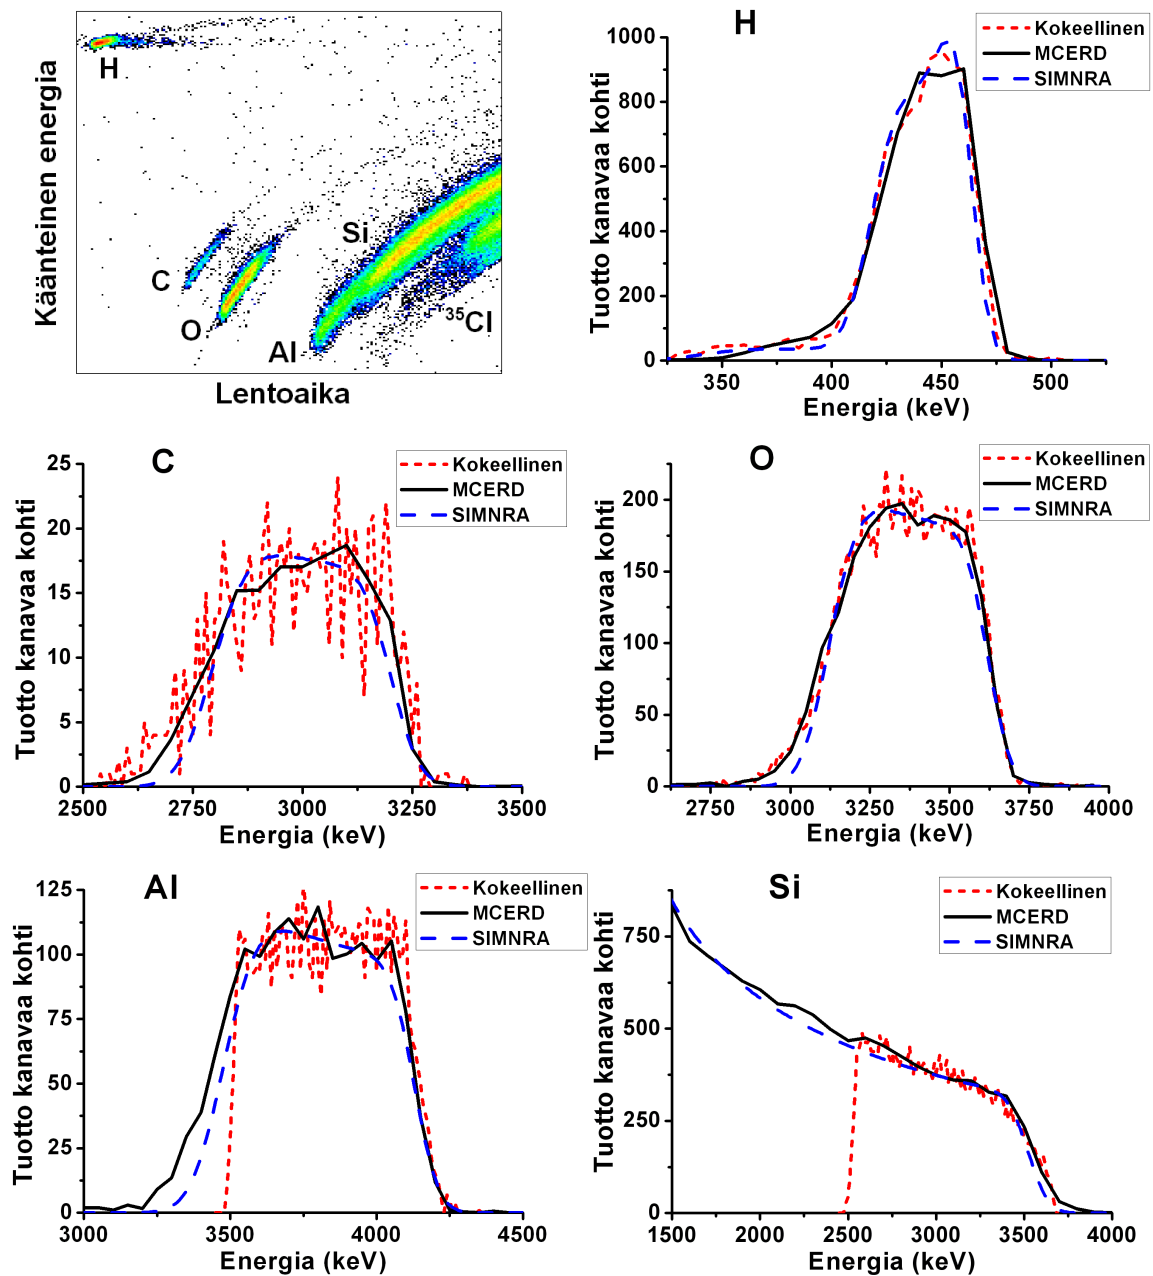 Käänteinen energia
H
C
O
Al
Si
³⁵Cl
Lentoaika
H
Kokeellinen
MCERD
SIMNRA
Tuotto kanavaa kohti
1000
800
600
400
200
0
350 400 450 500
Energia (keV)
C
Kokeellinen
MCERD
SIMNRA
Tuotto kanavaa kohti
25
20
15
10
5
0
2500 2750 3000 3250 3500
Energia (keV)
O
Kokeellinen
MCERD
SIMNRA
Tuotto kanavaa kohti
200
150
100
50
0
2750 3000 3250 3500 3750 4000
Energia (keV)
Al
Kokeellinen
MCERD
SIMNRA
Tuotto kanavaa kohti
125
100
75
50
25
0
3000 3500 4000 4500
Energia (keV)
Si
Kokeellinen
MCERD
SIMNRA
Tuotto kanavaa kohti
750
500
250
0
1500 2000 2500 3000 3500 4000
Energia (keV)